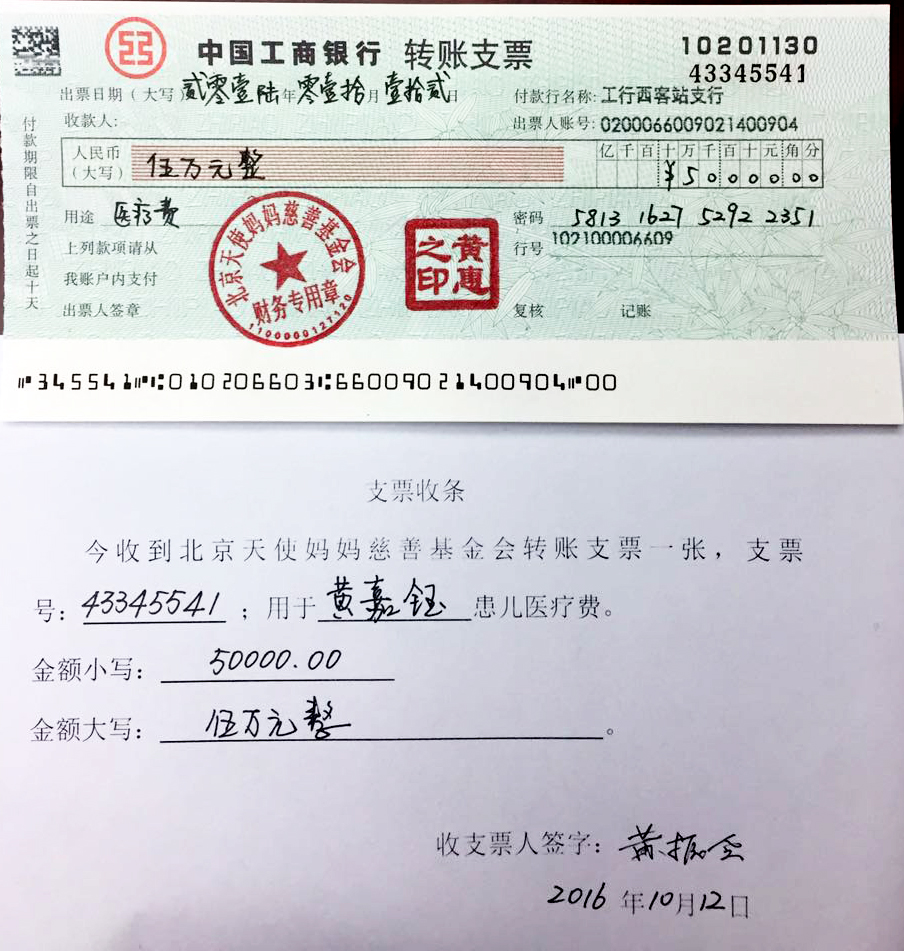 中国工商银行 转账支票 10201130
43345541
出票日期（大写）贰零壹陆年零壹拾月壹拾贰日 付款行名称：工行西客站支行
收款人： 出票人账号：0200066009021400904
人民币（大写） 伍万元整 亿千百十万千百十元角分
¥5000000
用途 医疗费 密码 5813 1627 5292 2351
上列款项请从 行号 102100006609
我账户内支付
出票人签章 复核 记账
付款期限自出票之日起十天
北京天使妈妈慈善基金会
财务专用章
1100000127120
黄惠之印
⑈345541⑈⑆010206603⑆6600902140090 4⑈00
支票收条
今收到北京天使妈妈慈善基金会转账支票一张，支票
号：43345541；用于黄嘉钰患儿医疗费。
金额小写：50000.00
金额大写：伍万元整。
收支票人签字：黄振
2016年10月12日